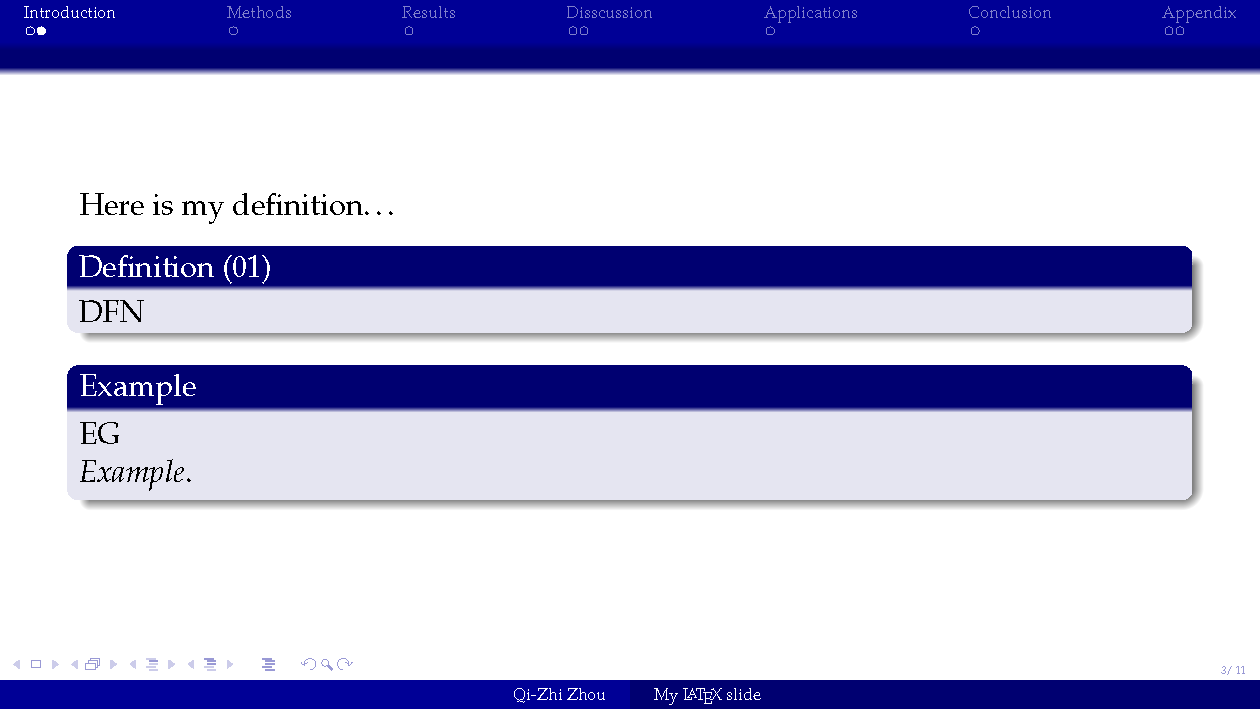 Introduction Methods Results Disscussion Applications Conclusion Appendix
Here is my definition...
Definition (01)
DFN
Example
EG
Example.
3/11
Qi-Zhi Zhou My LATEX slide